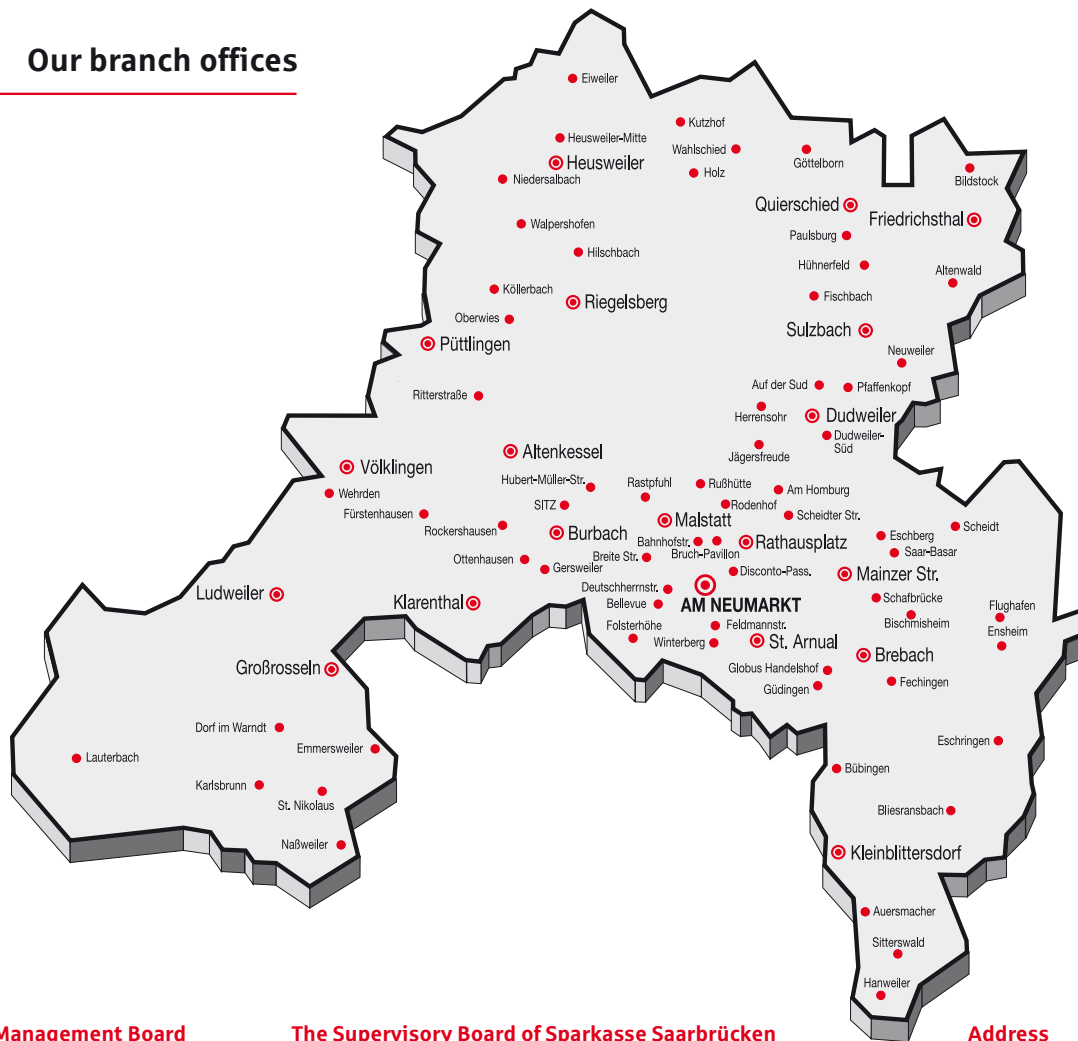 Our branch offices
Eiweiler
Kutzhof
Heusweiler-Mitte
Wahlschied
Göttelborn
Heusweiler
Holz
Bildstock
Niedersalbach
Quierschied
Friedrichsthal
Walpershofen
Paulsburg
Hilschbach
Hühnerfeld
Altenwald
Köllerbach
Fischbach
Riegelsberg
Oberwies
Sulzbach
Püttlingen
Neuweiler
Auf der Sud
Pfaffenkopf
Ritterstraße
Herrensohr
Dudweiler
Dudweiler-
Süd
Altenkessel
Jägersfreude
Völklingen
Hubert-Müller-Str.
Rastpfuhl
Rußhütte
Am Homburg
Wehrden
SITZ
Rodenhof
Fürstenhausen
Scheidter Str.
Malstatt
Rockershausen
Scheidt
Burbach
Eschberg
Bahnhofstr.
Rathausplatz
Saar-Basar
Bruch-Pavillon
Breite Str.
Ottenhausen
Gersweiler
Disconto-Pass.
Mainzer Str.
Deutschherrnstr.
Ludweiler
Schafbrücke
Klarenthal
Bellevue
AM NEUMARKT
Flughafen
Bischmisheim
Folsterhöhe
Feldmannstr.
Ensheim
Winterberg
St. Arnual
Brebach
Großrosseln
Globus Handelshof
Fechingen
Güdingen
Dorf im Warndt
Eschringen
Emmersweiler
Lauterbach
Bübingen
Karlsbrunn
St. Nikolaus
Bliesransbach
Naßweiler
Kleinblittersdorf
Auersmacher
Sitterswald
Hanweiler
Management Board
The Supervisory Board of Sparkasse Saarbrücken
Address